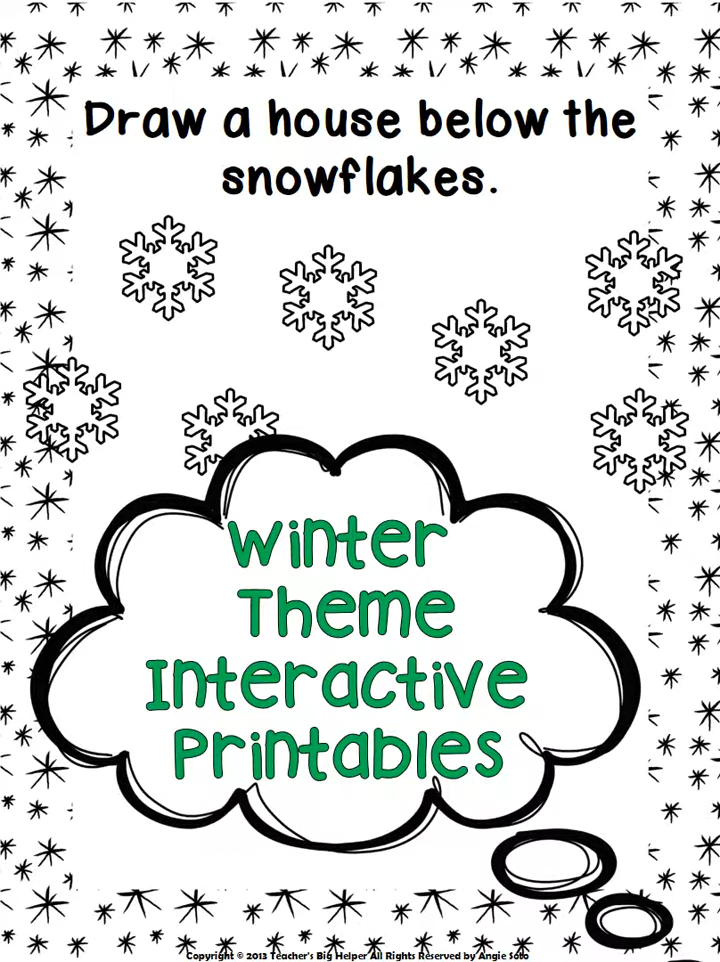 Draw a house below the
snowflakes.
Winter
Theme
Interactive
Printables
Copyright © 2013 Teacher's Big Helper All Rights Reserved by Angie Soto